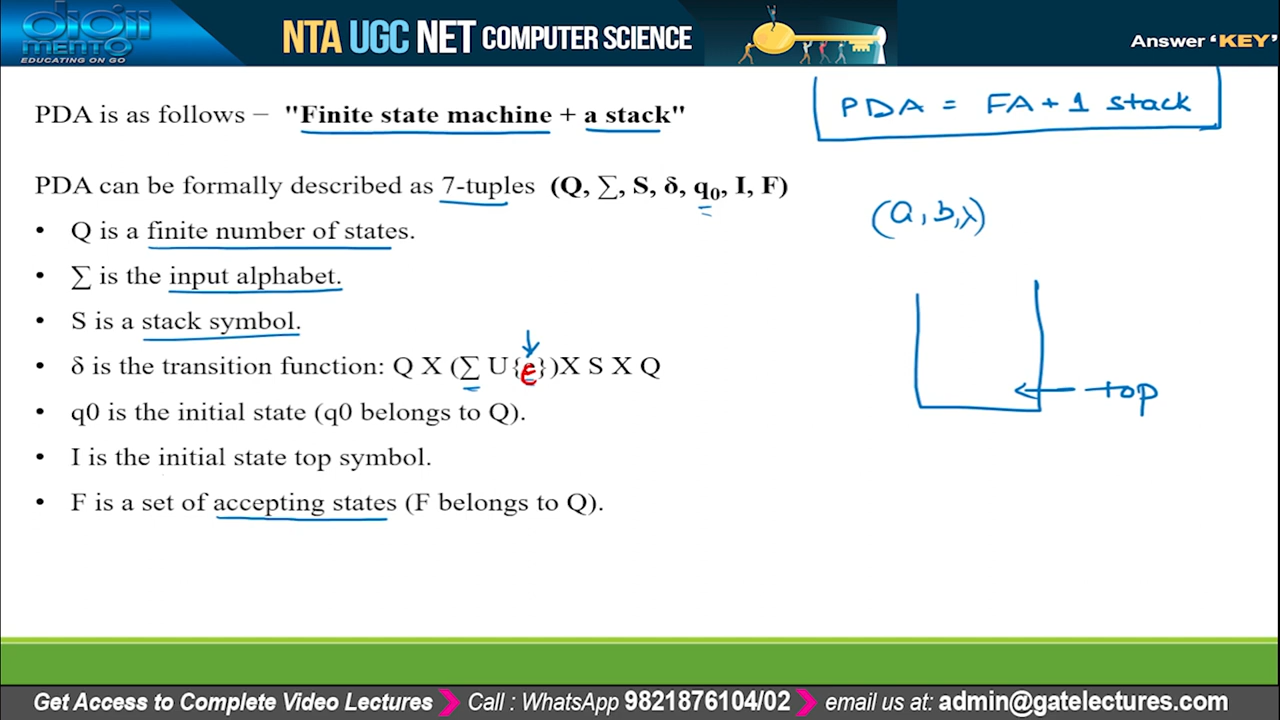 didii
MENTO
EDUCATING ON GO
NTA UGC NET COMPUTER SCIENCE
Answer ‘KEY’
PDA is as follows − "Finite state machine + a stack"
PDA = FA + 1 stack
PDA can be formally described as 7-tuples (Q, ∑, S, δ, q₀, I, F)
(a, b, λ)
• Q is a finite number of states.
• ∑ is the input alphabet.
• S is a stack symbol.
• δ is the transition function: Q X (∑ U{ε})X S X Q
top
• q0 is the initial state (q0 belongs to Q).
• I is the initial state top symbol.
• F is a set of accepting states (F belongs to Q).
Get Access to Complete Video Lectures Call : WhatsApp 9821876104/02 email us at: admin@gatelectures.com